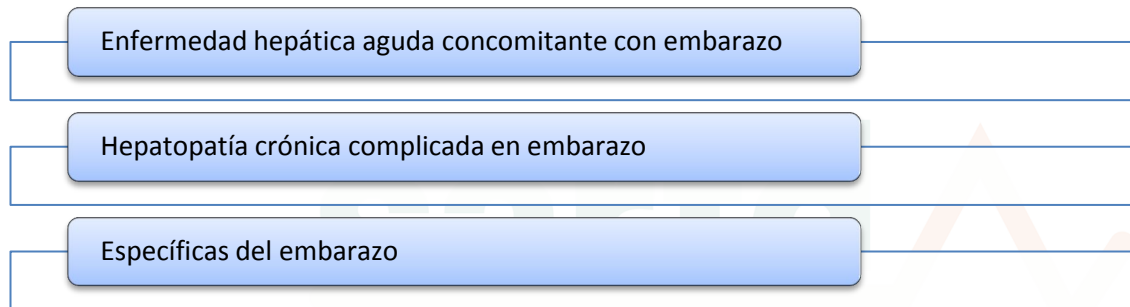 Enfermedad hepática aguda concomitante con embarazo
Hepatopatía crónica complicada en embarazo
Específicas del embarazo